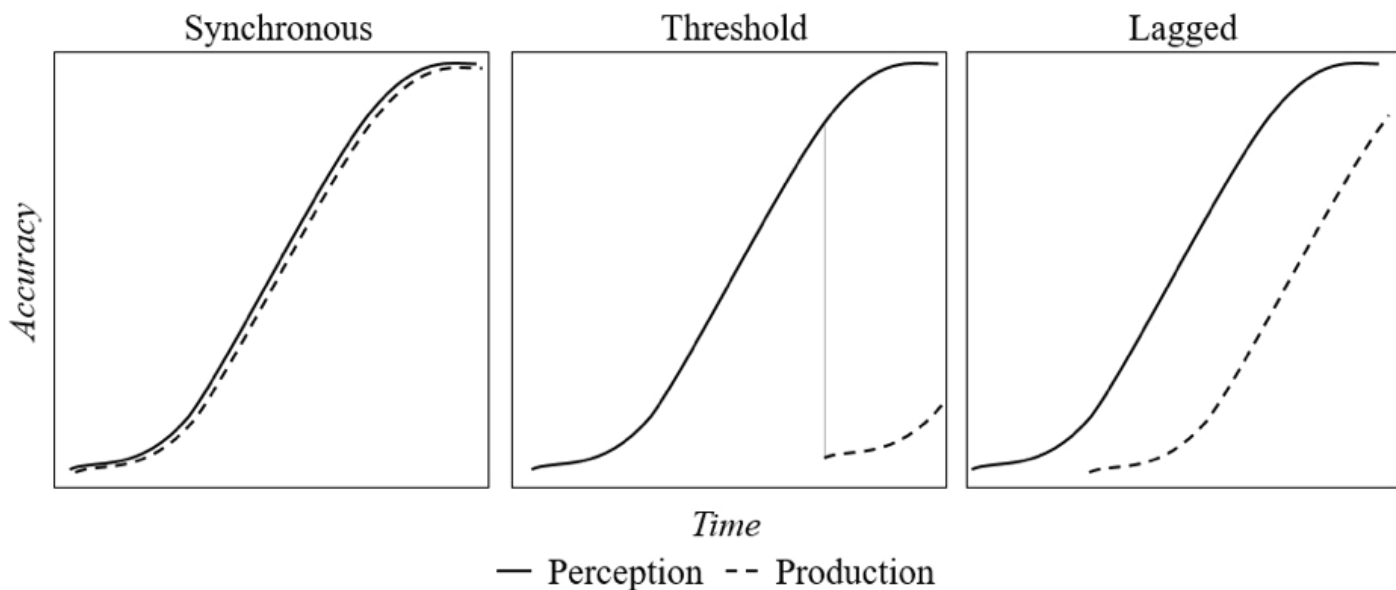 Synchronous
Threshold
Lagged
Accuracy
Time
Perception
Production